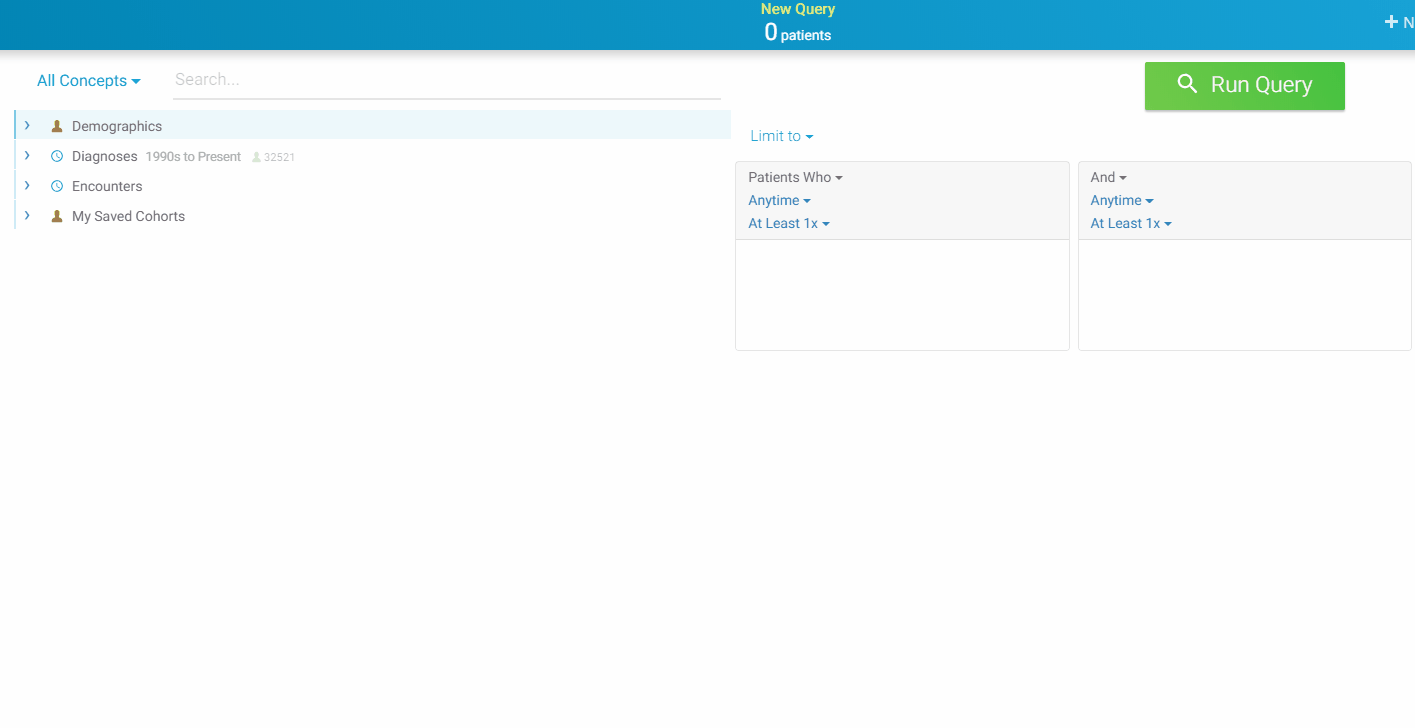 New Query
0 patients
N
All Concepts
Search...
Run Query
Demographics
Diagnoses 1990s to Present 32521
Encounters
My Saved Cohorts
Limit to
Patients Who
Anytime
At Least 1x
And
Anytime
At Least 1x